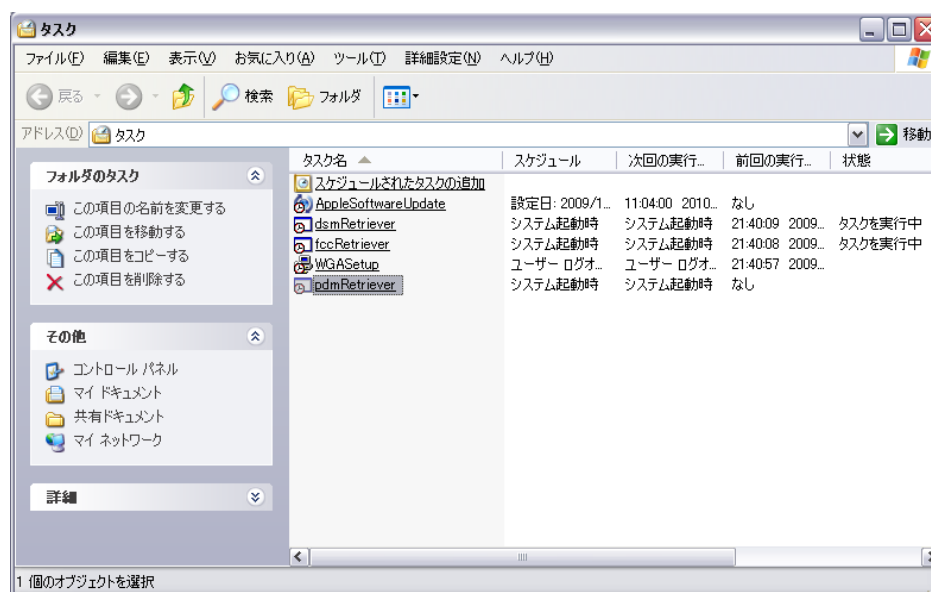 タスク
ファイル(F) 編集(E) 表示(V) お気に入り(A) ツール(T) 詳細設定(N) ヘルプ(H)
戻る 検索 フォルダ
アドレス(D) タスク 移動
フォルダのタスク
この項目の名前を変更する
この項目を移動する
この項目をコピーする
この項目を削除する
その他
コントロール パネル
マイ ドキュメント
共有ドキュメント
マイ ネットワーク
詳細
タスク名 スケジュール 次回の実行... 前回の実行... 状態
スケジュールされたタスクの追加
AppleSoftwareUpdate 設定日: 2009/1... 11:04:00 2010... なし
dsmRetriever システム起動時 システム起動時 21:40:09 2009... タスクを実行中
fccRetriever システム起動時 システム起動時 21:40:08 2009... タスクを実行中
WGASetup ユーザー ログオ... ユーザー ログオ... 21:40:57 2009...
pdmRetriever システム起動時 システム起動時 なし
1 個のオブジェクトを選択